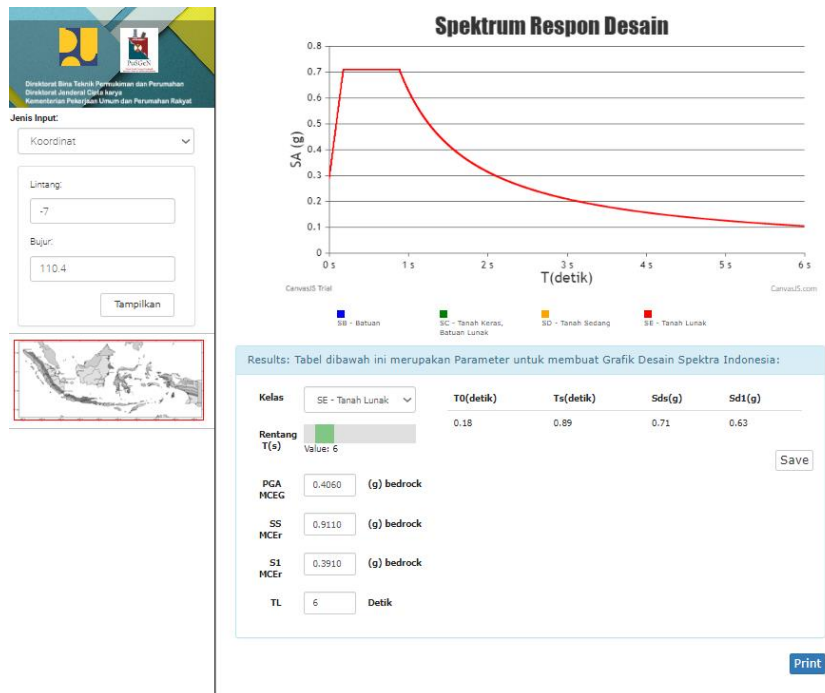 PuSGeN
Direktorat Bina Teknik Permukiman dan Perumahan
Direktorat Jenderal Cipta karya
Kementerian Pekerjaan Umum dan Perumahan Rakyat
Jenis Input:
Koordinat
Lintang:
-7
Bujur:
110.4
Tampilkan
Spektrum Respon Desain
SA (g)
0.8
0.7
0.6
0.5
0.4
0.3
0.2
0.1
0
0 s 1 s 2 s 3 s 4 s 5 s 6 s
T(detik)
CanvasJS Trial
CanvasJS.com
SB - Batuan
SC - Tanah Keras,
Batuan Lunak
SD - Tanah Sedang
SE - Tanah Lunak
Results: Tabel dibawah ini merupakan Parameter untuk membuat Grafik Desain Spektra Indonesia:
Kelas SE - Tanah Lunak
T0(detik) Ts(detik) Sds(g) Sd1(g)
0.18 0.89 0.71 0.63
Rentang
T(s)
Value: 6
Save
PGA
MCEG
0.4060 (g) bedrock
SS
MCEr
0.9110 (g) bedrock
S1
MCEr
0.3910 (g) bedrock
TL 6 Detik
Print